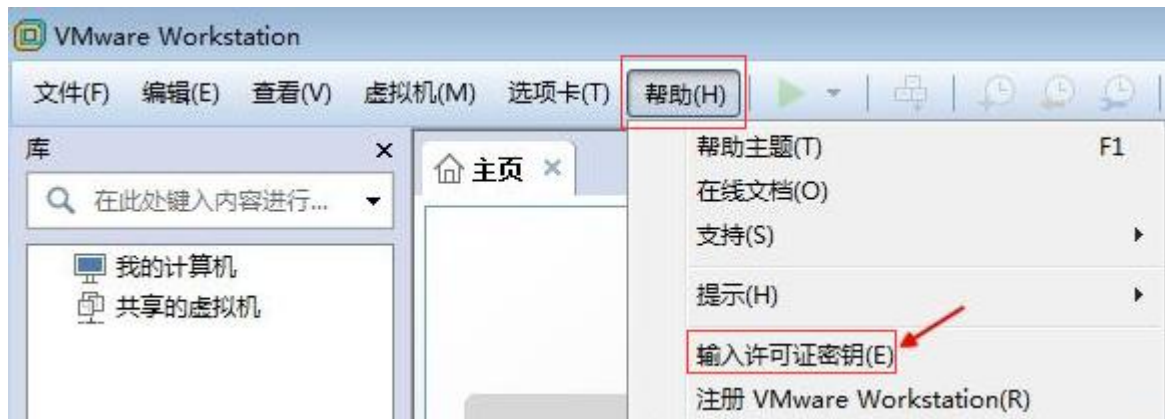 VMware Workstation
文件(F) 编辑(E) 查看(V) 虚拟机(M) 选项卡(T) 帮助(H)
库
在此处键入内容进行...
我的计算机
共享的虚拟机
主页
帮助主题(T) F1
在线文档(O)
支持(S)
提示(H)
输入许可证密钥(E)
注册 VMware Workstation(R)